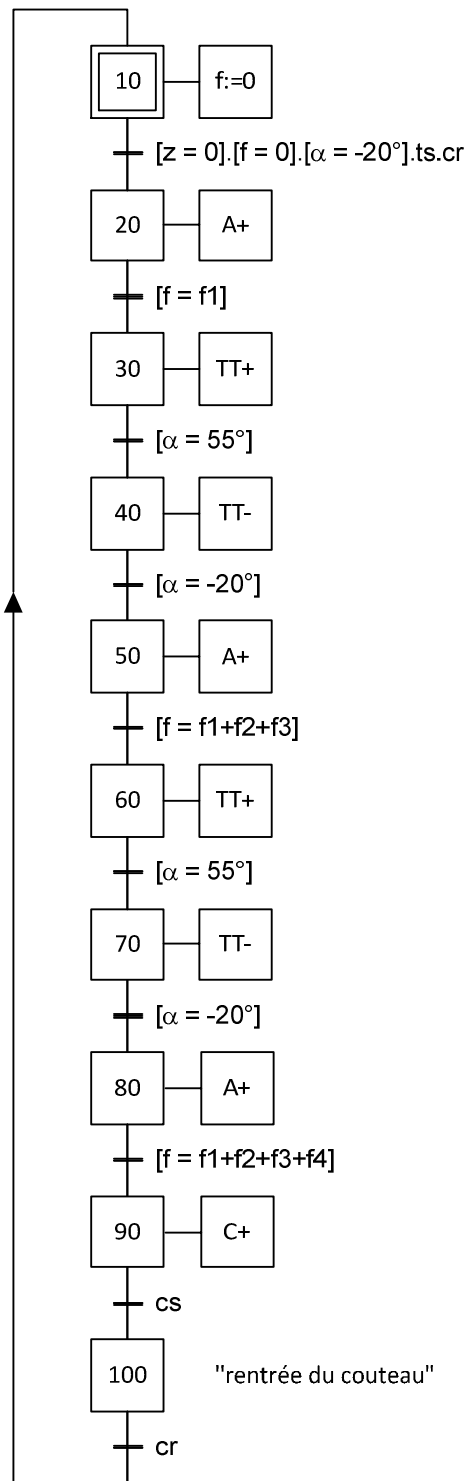 10 f:=0
[z = 0].[f = 0].[α = -20°].ts.cr
20 A+
[f = f1]
30 TT+
[α = 55°]
40 TT-
[α = -20°]
50 A+
[f = f1+f2+f3]
60 TT+
[α = 55°]
70 TT-
[α = -20°]
80 A+
[f = f1+f2+f3+f4]
90 C+
cs
100 "rentrée du couteau"
cr